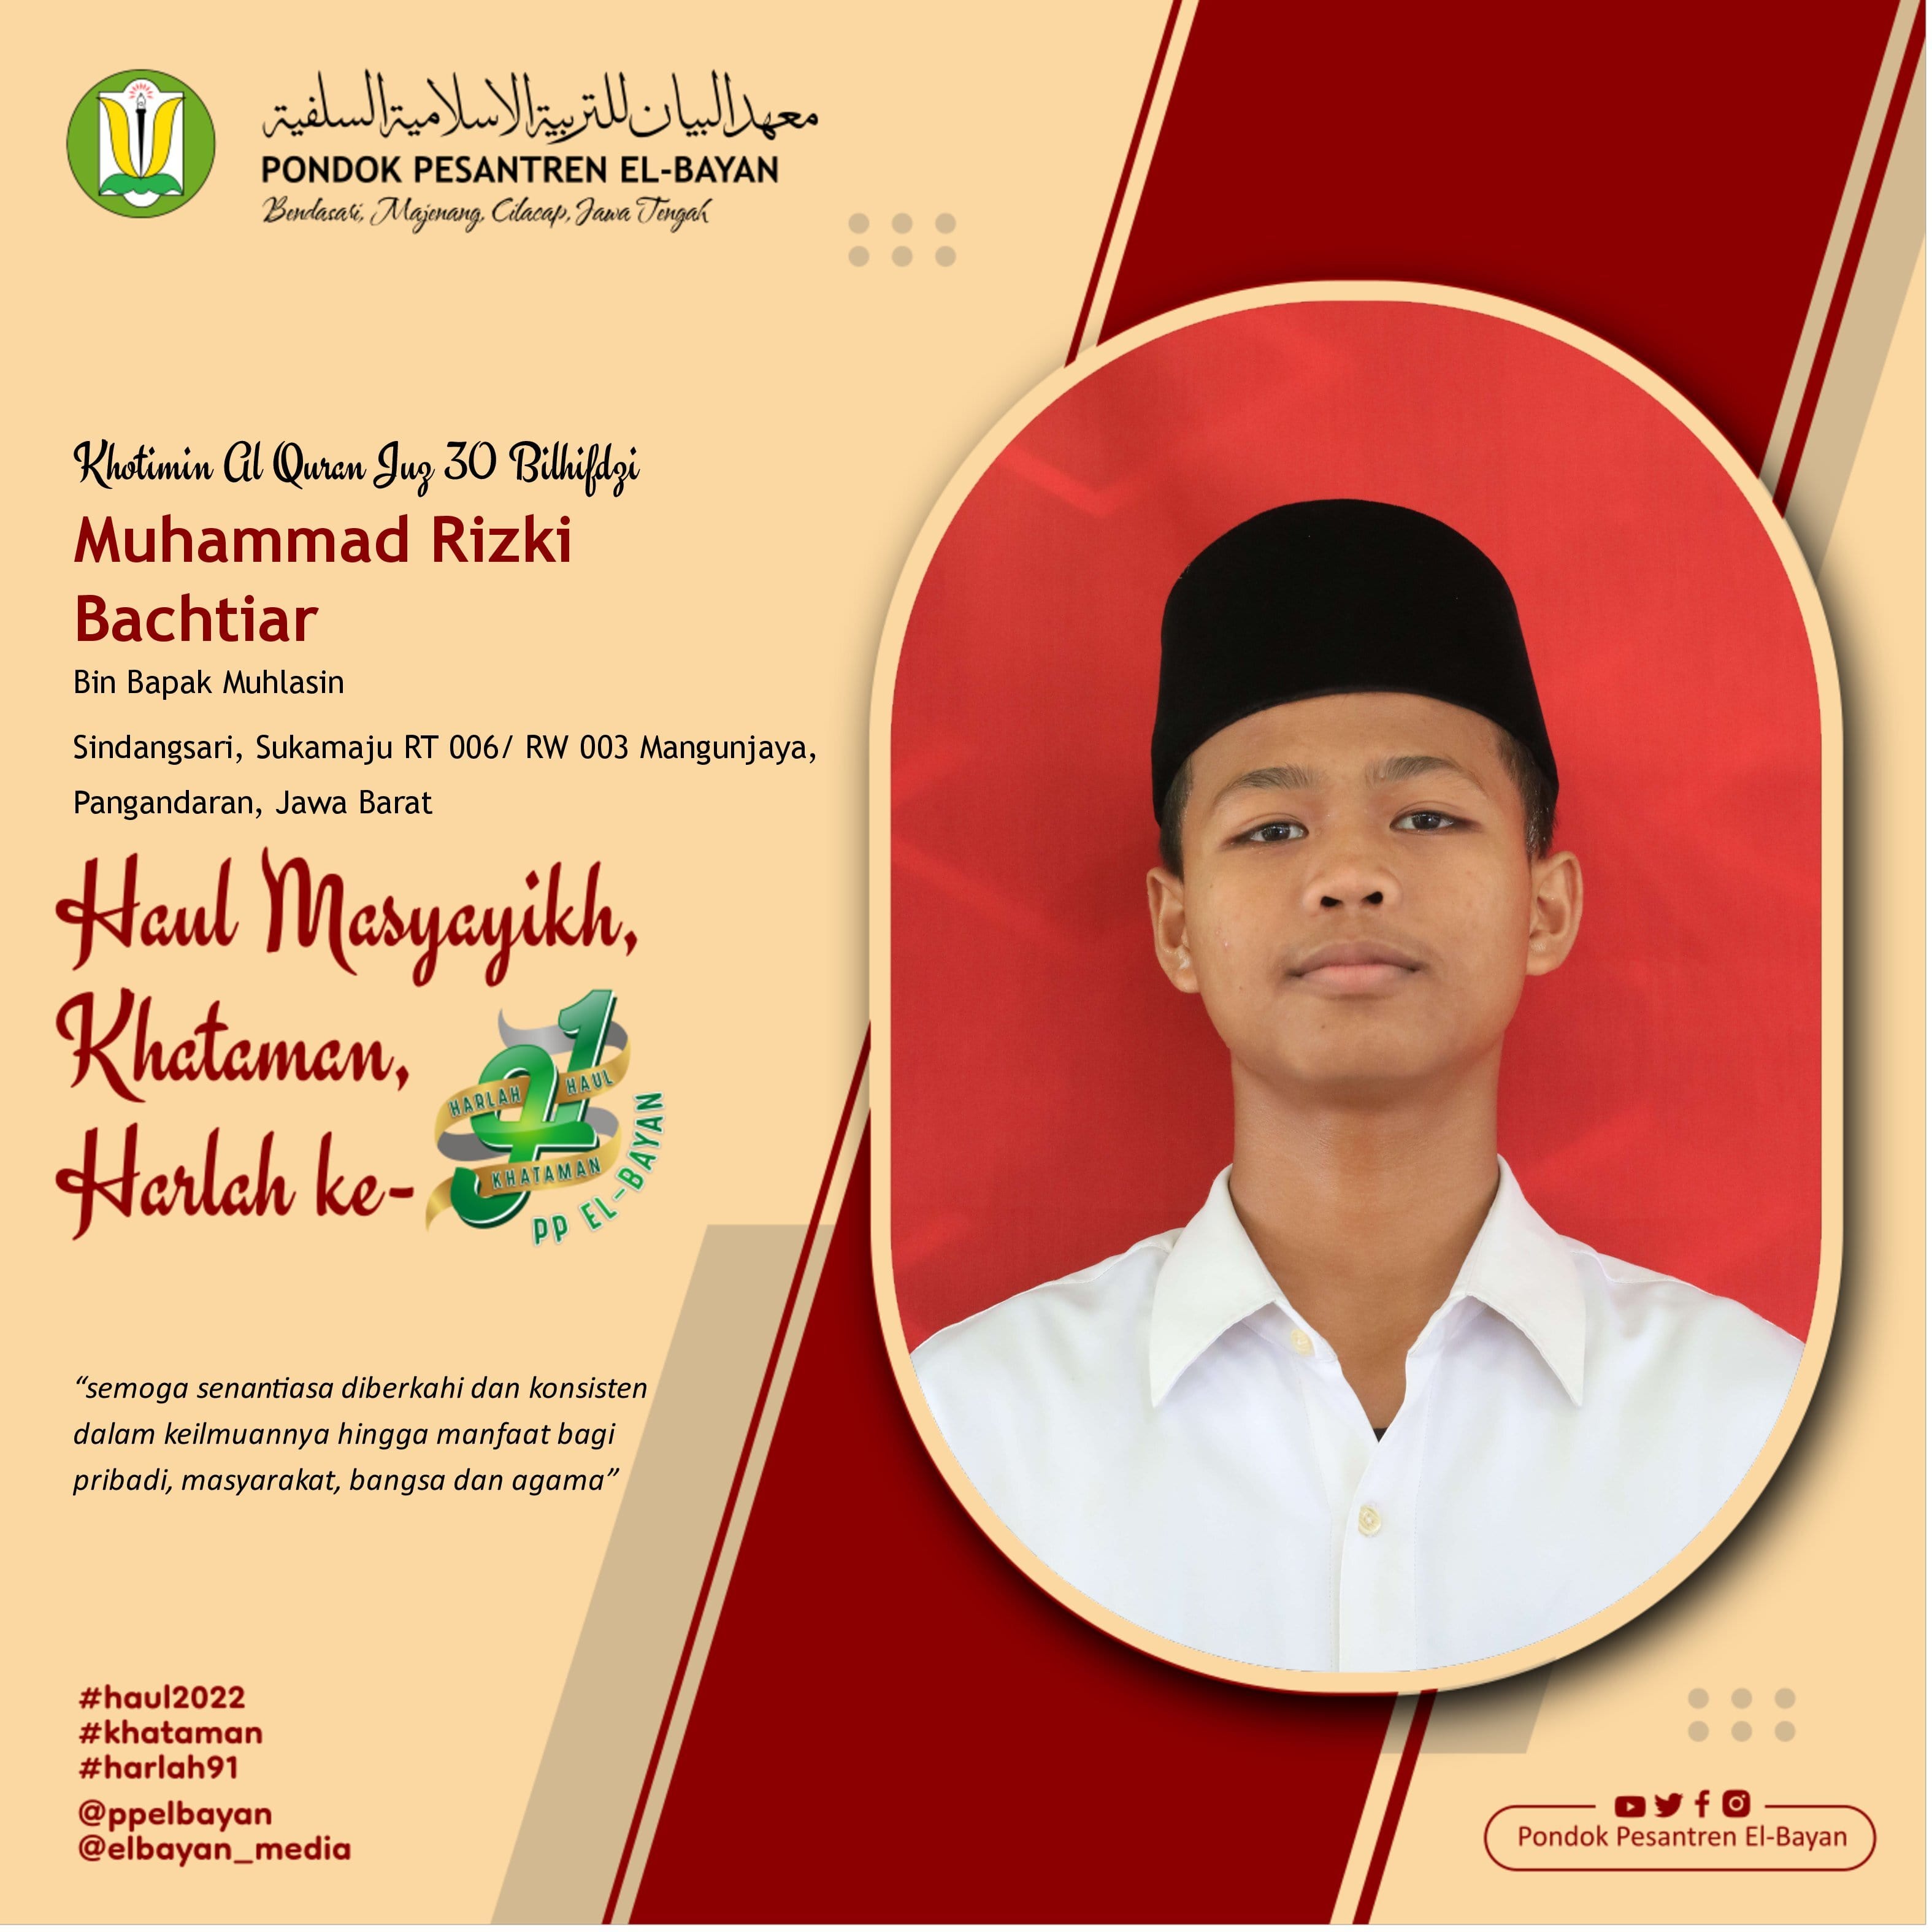 معهد البيان للتربية الاسلامية السلفية
PONDOK PESANTREN EL-BAYAN
Bendasari, Majenang, Cilacap, Jawa Tengah
Khotimin Al Quran Juz 30 Bilhifdzi
Muhammad Rizki
Bachtiar
Bin Bapak Muhlasin
Sindangsari, Sukamaju RT 006/ RW 003 Mangunjaya,
Pangandaran, Jawa Barat
Haul Masyayikh,
Khataman,
Harlah ke-
91
HARLAH HAUL
KHATAMAN
PP EL-BAYAN
“semoga senantiasa diberkahi dan konsisten
dalam keilmuannya hingga manfaat bagi
pribadi, masyarakat, bangsa dan agama”
#haul2022
#khataman
#harlah91
@ppelbayan
@elbayan_media
Pondok Pesantren El-Bayan